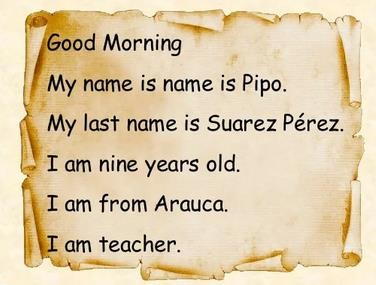 Good Morning
My name is name is Pipo.
My last name is Suarez Pérez.
I am nine years old.
I am from Arauca.
I am teacher.